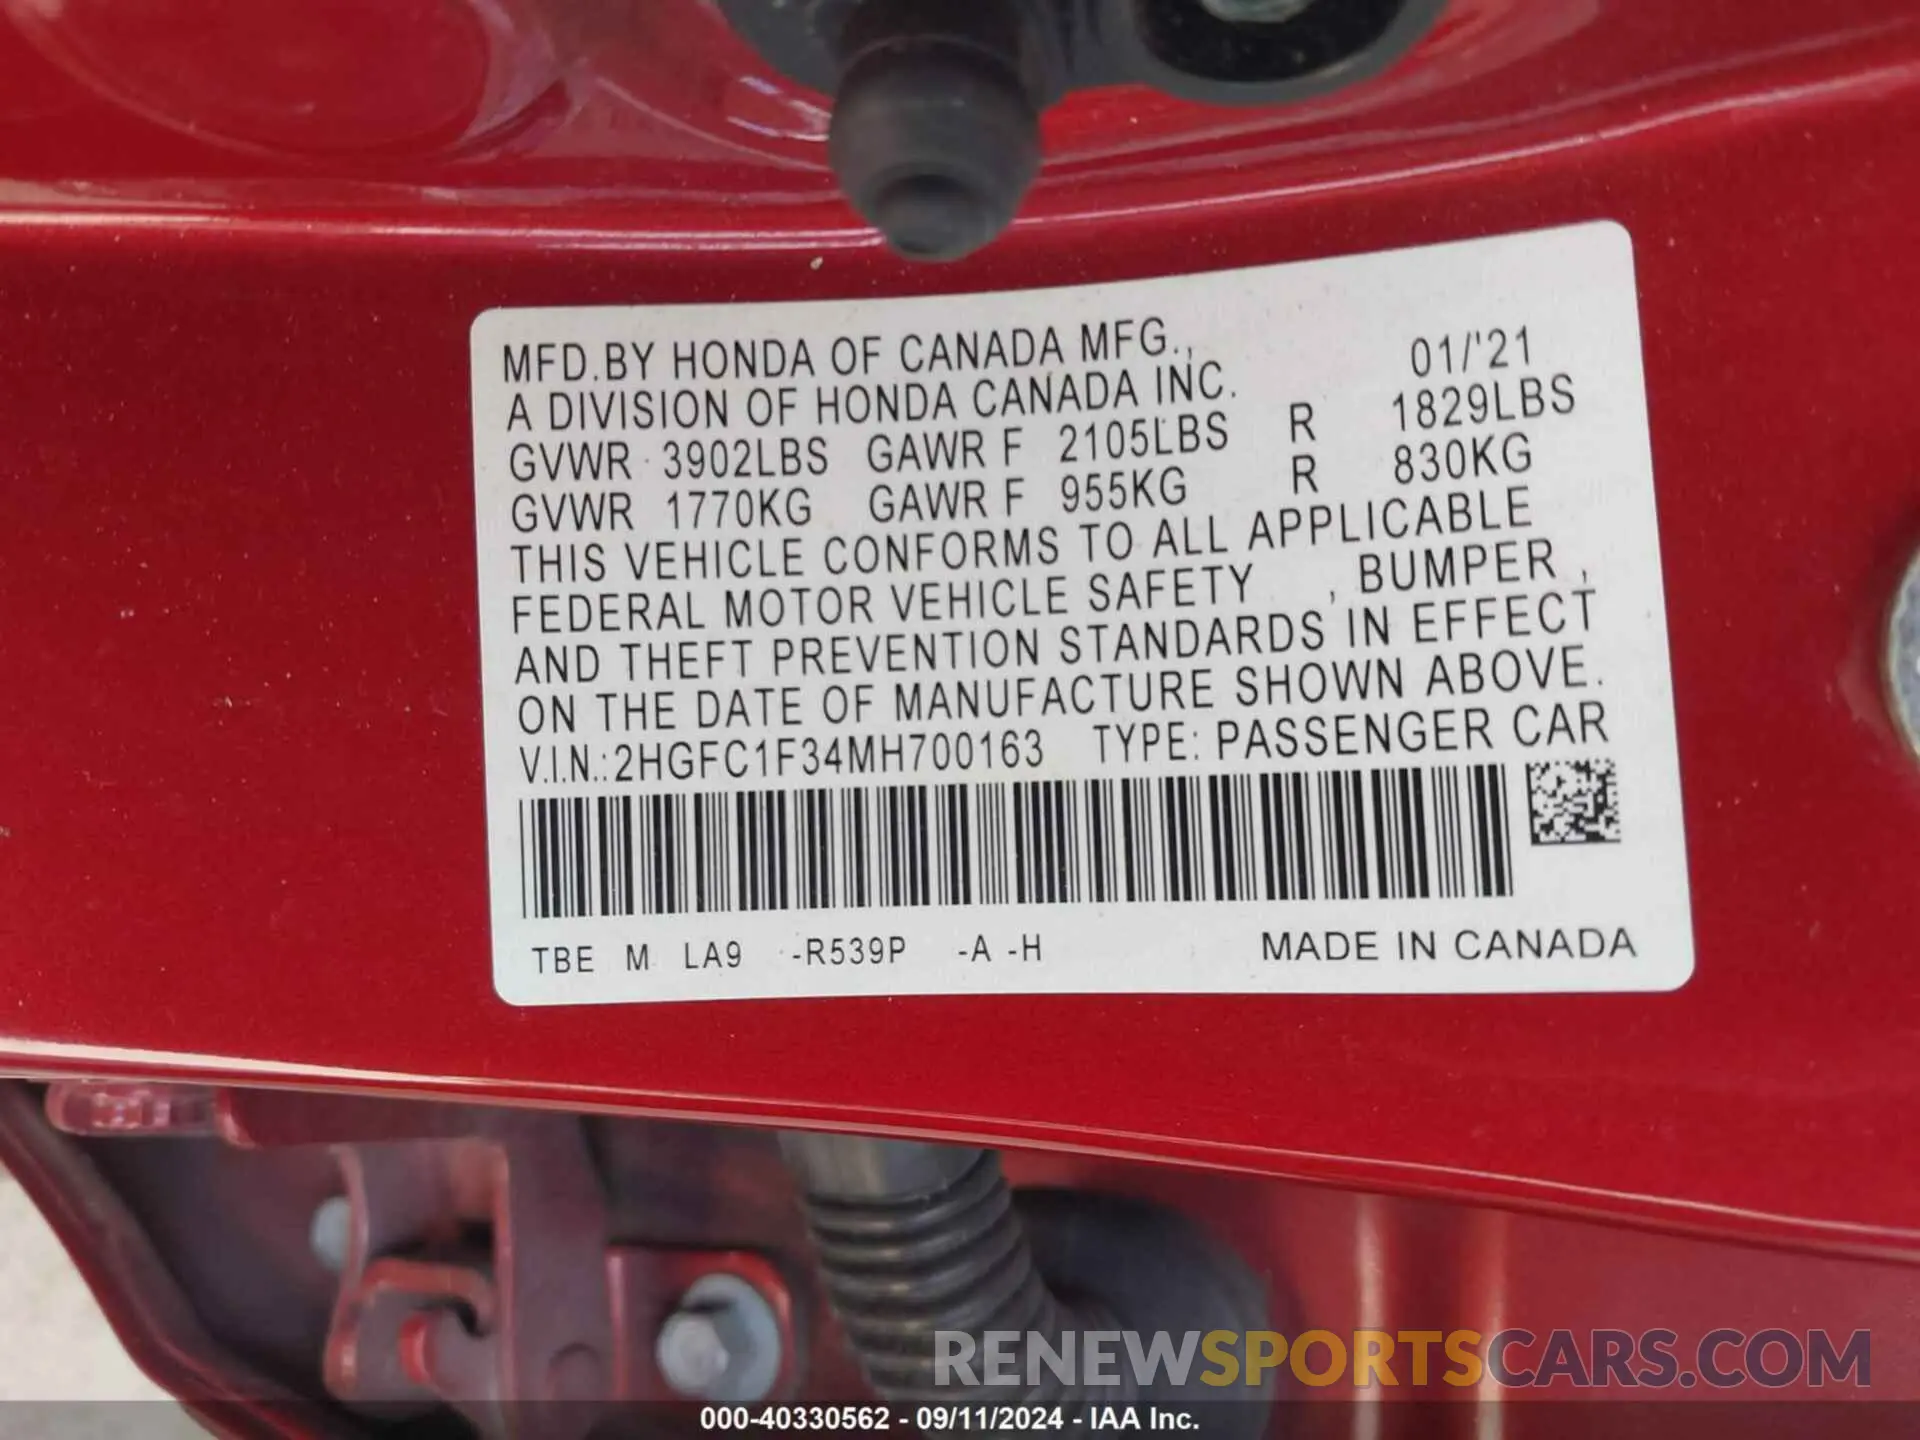 MFD.BY HONDA OF CANADA MFG., 01/'21
A DIVISION OF HONDA CANADA INC.
GVWR 3902LBS GAWR F 2105LBS R 1829LBS
GVWR 1770KG GAWR F 955KG R 830KG
THIS VEHICLE CONFORMS TO ALL APPLICABLE
FEDERAL MOTOR VEHICLE SAFETY , BUMPER ,
AND THEFT PREVENTION STANDARDS IN EFFECT
ON THE DATE OF MANUFACTURE SHOWN ABOVE.
V.I.N.:2HGFC1F34MH700163 TYPE: PASSENGER CAR
TBE M LA9 -R539P -A -H MADE IN CANADA
RENEWSPORTSCARS.COM
000-40330562 - 09/11/2024 - IAA Inc.